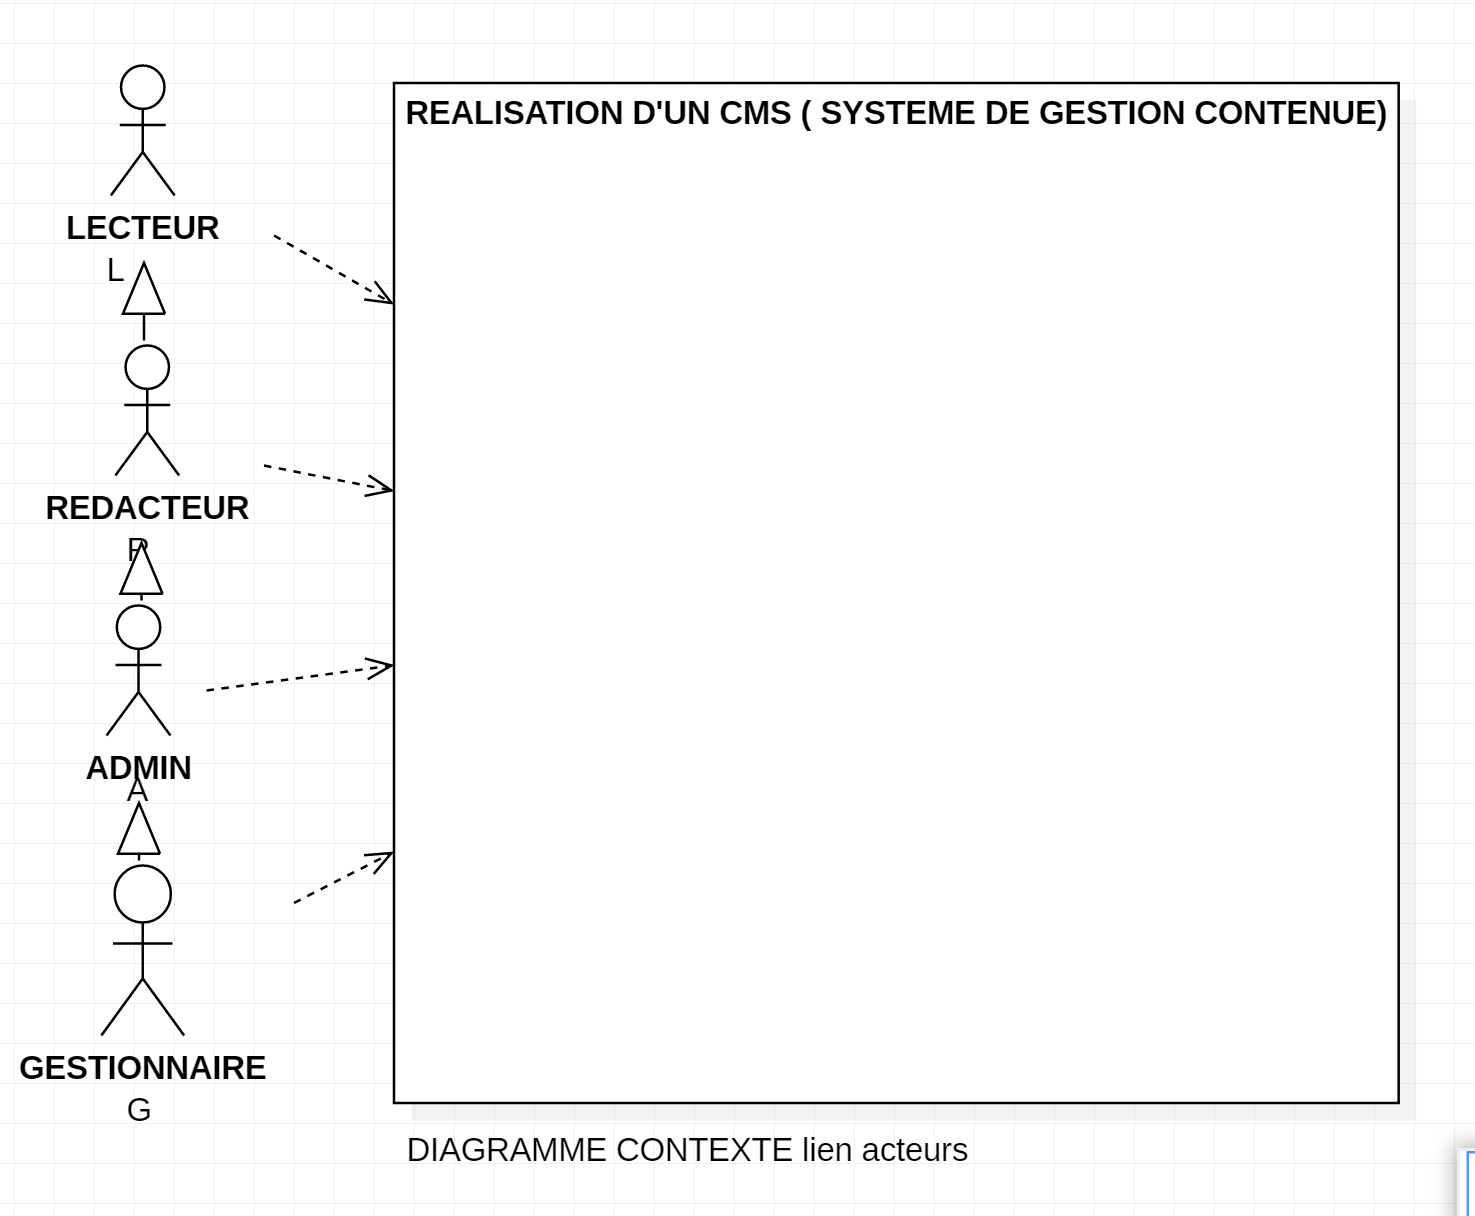 REALISATION D'UN CMS ( SYSTEME DE GESTION CONTENUE)
LECTEUR
L
REDACTEUR
R
ADMIN
A
GESTIONNAIRE
G
DIAGRAMME CONTEXTE lien acteurs